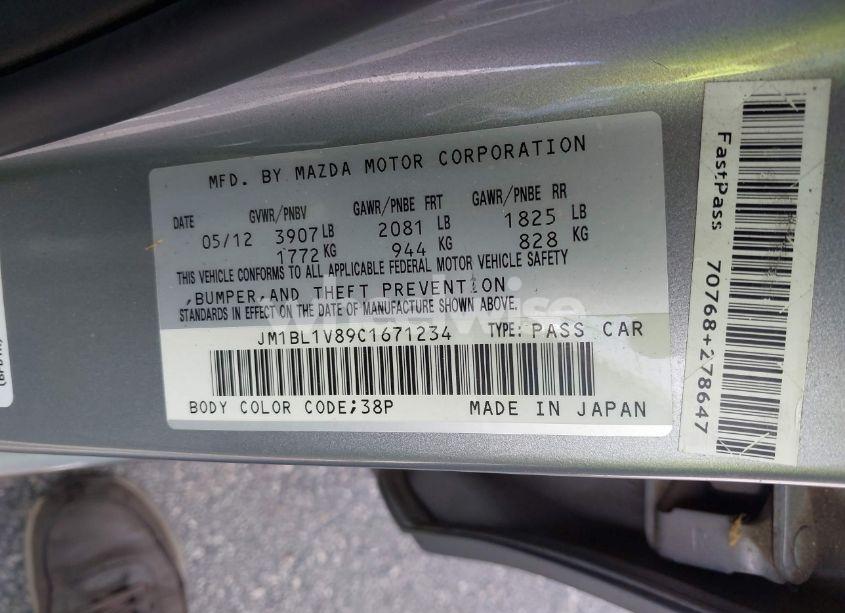 MFD. BY MAZDA MOTOR CORPORATION
DATE GVWR/PNBV GAWR/PNBE FRT GAWR/PNBE RR
05/12 3907 LB 2081 LB 1825 LB
1772 KG 944 KG 828 KG
THIS VEHICLE CONFORMS TO ALL APPLICABLE FEDERAL MOTOR VEHICLE SAFETY
,BUMPER,AND THEFT PREVENTION
STANDARDS IN EFFECT ON THE DATE OF MANUFACTURE SHOWN ABOVE.
JM1BL1V89C1671234 TYPE: PASS CAR
BODY COLOR CODE;38P MADE IN JAPAN
FastPass 70768+278647
wheelwise